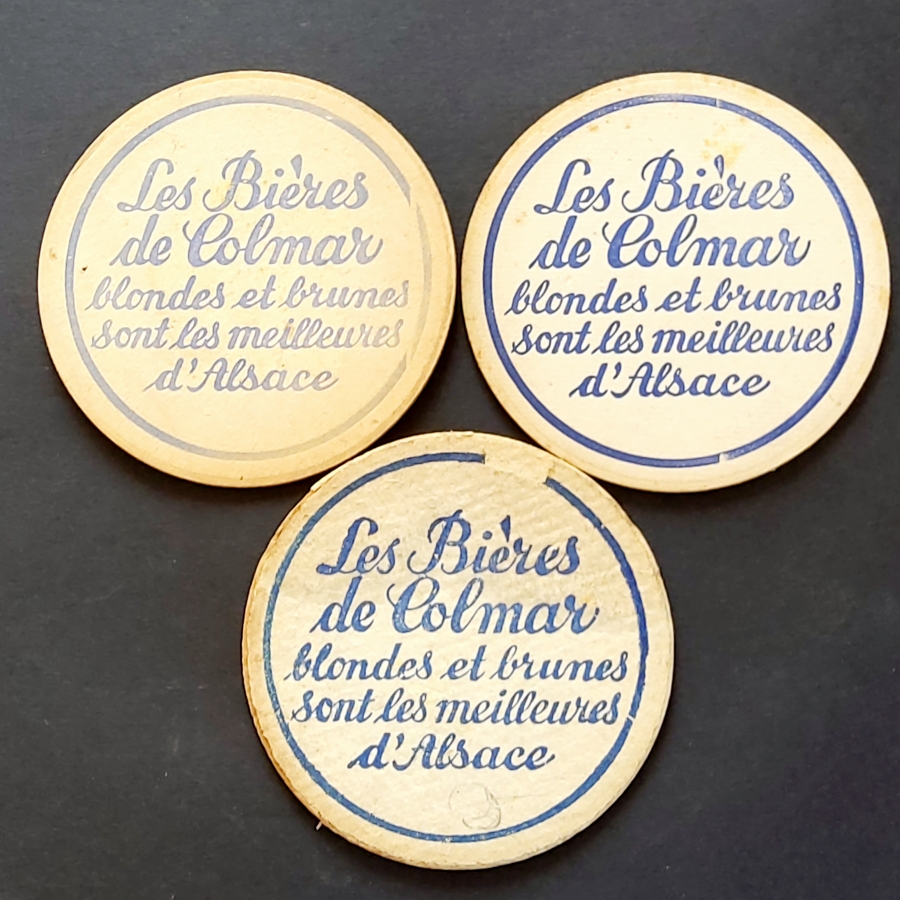 Les Bières
de Colmar
blondes et brunes
sont les meilleures
d'Alsace
Les Bières
de Colmar
blondes et brunes
sont les meilleures
d'Alsace
Les Bières
de Colmar
blondes et brunes
sont les meilleures
d'Alsace